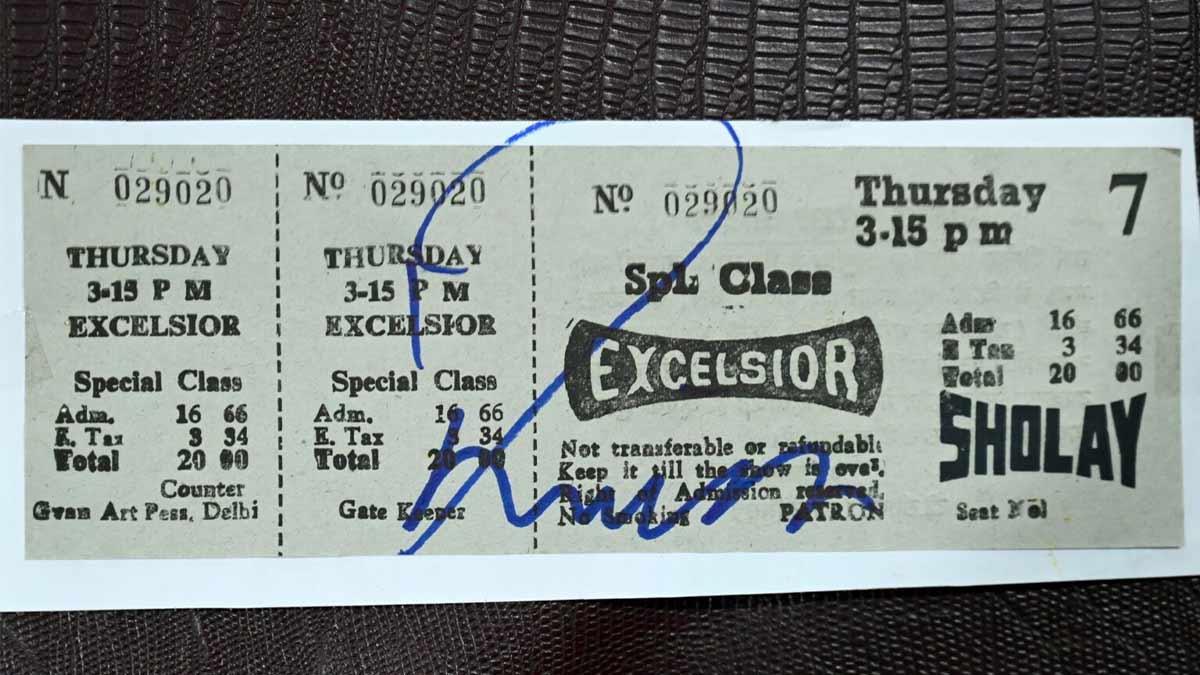 N 029020
THURSDAY
3-15 P M
EXCELSIOR
Special Class
Adm. 16 66
E. Tax 3 34
Total 20 00
Counter
Gyan Art Pess, Delhi
Nº 029020
THURSDAY
3-15 P M
EXCELSIOR
Special Class
Adm. 16 66
E. Tax 3 34
Total 20 00
Gate Keeper
Nº 029020
Spl. Class
EXCELSIOR
Not transferable or refundable
Keep it till the show is over,
Right of Admission reserved,
No Smoking PATRON
Thursday 7
3-15 p m
Adm 16 66
E Tax 3 34
Total 20 00
SHOLAY
Seat No